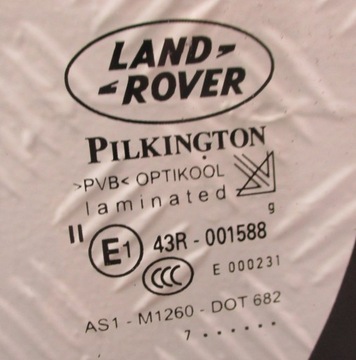 LAND-
-ROVER
PILKINGTON
>PVB< OPTIKOOL
laminated
g
II E1 43R - 001588
CCC E 000231
AS1 - M1260 - DOT 682
7 . . . . . .